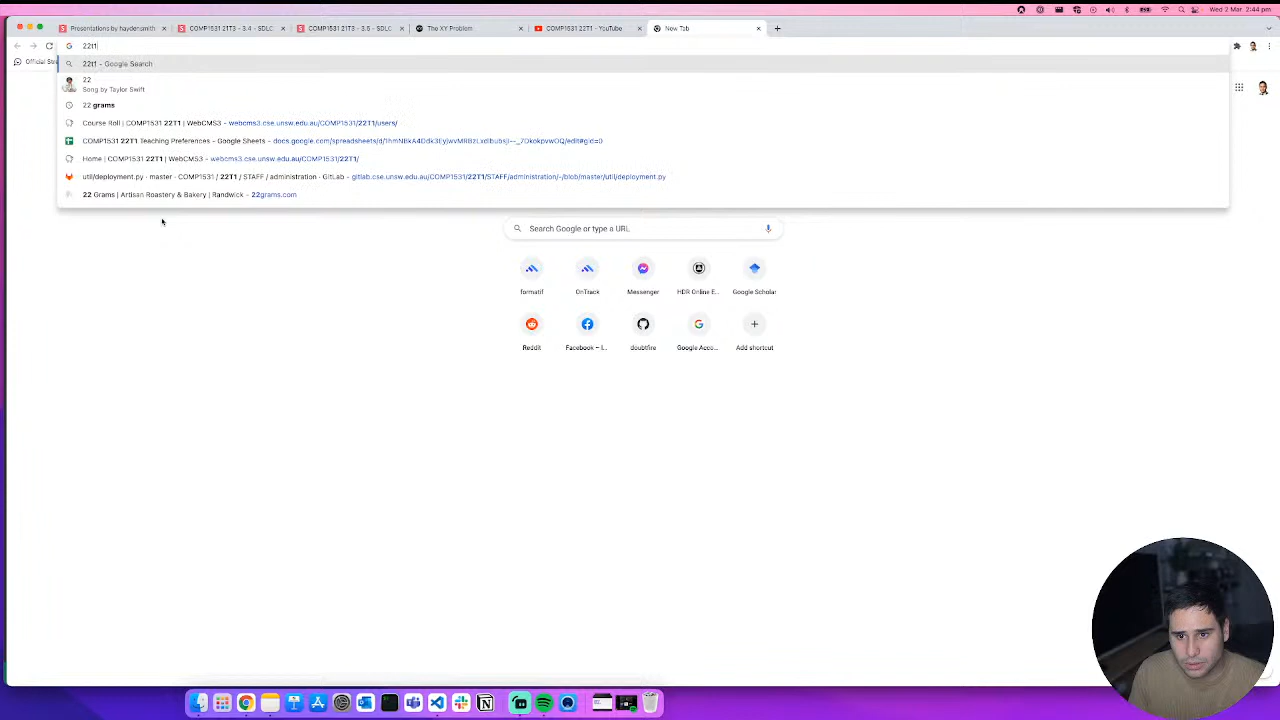 Wed 2 Mar 2:44 pm
Presentations by haydensmith
COMP1531 21T3 - 3.4 - SDLC
COMP1531 21T3 - 3.5 - SDLC
The XY Problem
COMP1531 22T1 - YouTube
New Tab
22t1
Official Stre
22t1 - Google Search
22
Song by Taylor Swift
22 grams
Course Roll | COMP1531 22T1 | WebCMS3 - webcms3.cse.unsw.edu.au/COMP1531/22T1/users/
COMP1531 22T1 Teaching Preferences - Google Sheets -
Home | COMP1531 22T1 | WebCMS3 - webcms3.cse.unsw.edu.au/COMP1531/22T1/
util/deployment.py · master · COMP1531 / 22T1 / STAFF / administration · GitLab - gitlab.cse.unsw.edu.au/COMP1531/22T1/STAFF/administration/-/blob/master/util/deployment.py
22 Grams | Artisan Roastery & Bakery | Randwick - 22grams.com
Search Google or type a URL
formatif
OnTrack
Messenger
HDR Online E...
Google Scholar
Reddit
Facebook – l...
doubtfire
Google Acco...
Add shortcut